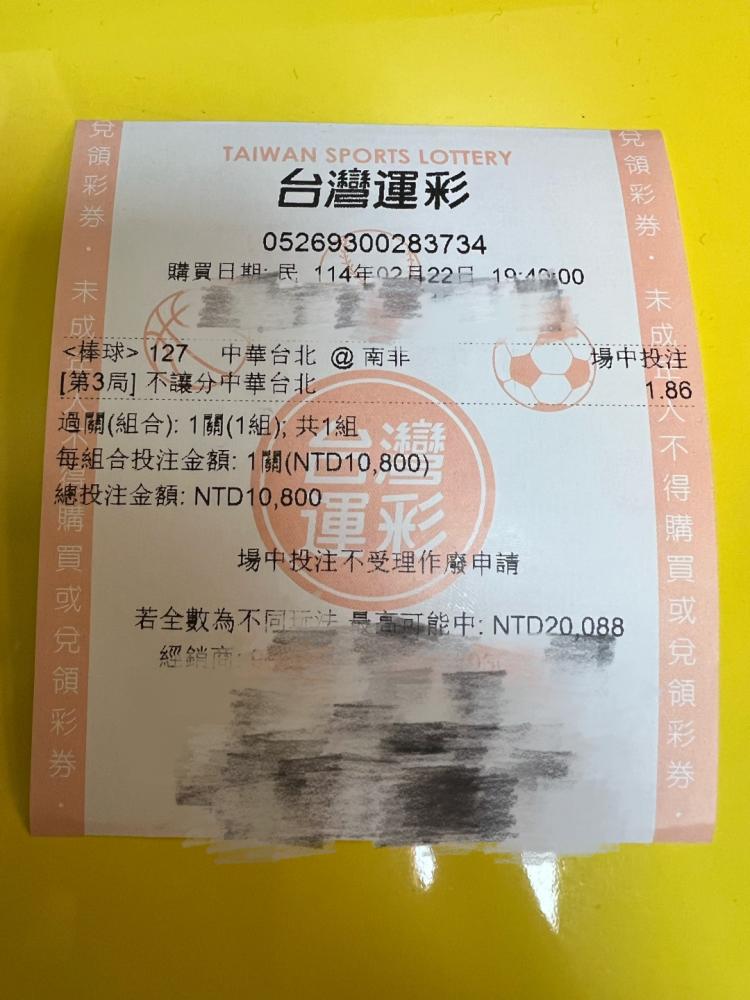 TAIWAN SPORTS LOTTERY
台灣運彩
05269300283734
購買日期: 民 114年02月22日 19:40:00
<棒球> 127 中華台北 @ 南非 場中投注
[第3局] 不讓分中華台北 1.86
過關(組合): 1關(1組); 共1組
每組合投注金額: 1關(NTD10,800)
總投注金額: NTD10,800
台灣
運彩
場中投注不受理作廢申請
若全數為不同玩法 最高可能中: NTD20,088
經銷商:
兌領彩券．未成 人不得購買或兌領彩券．
兌領彩券．未成 人不得購買或兌領彩券．